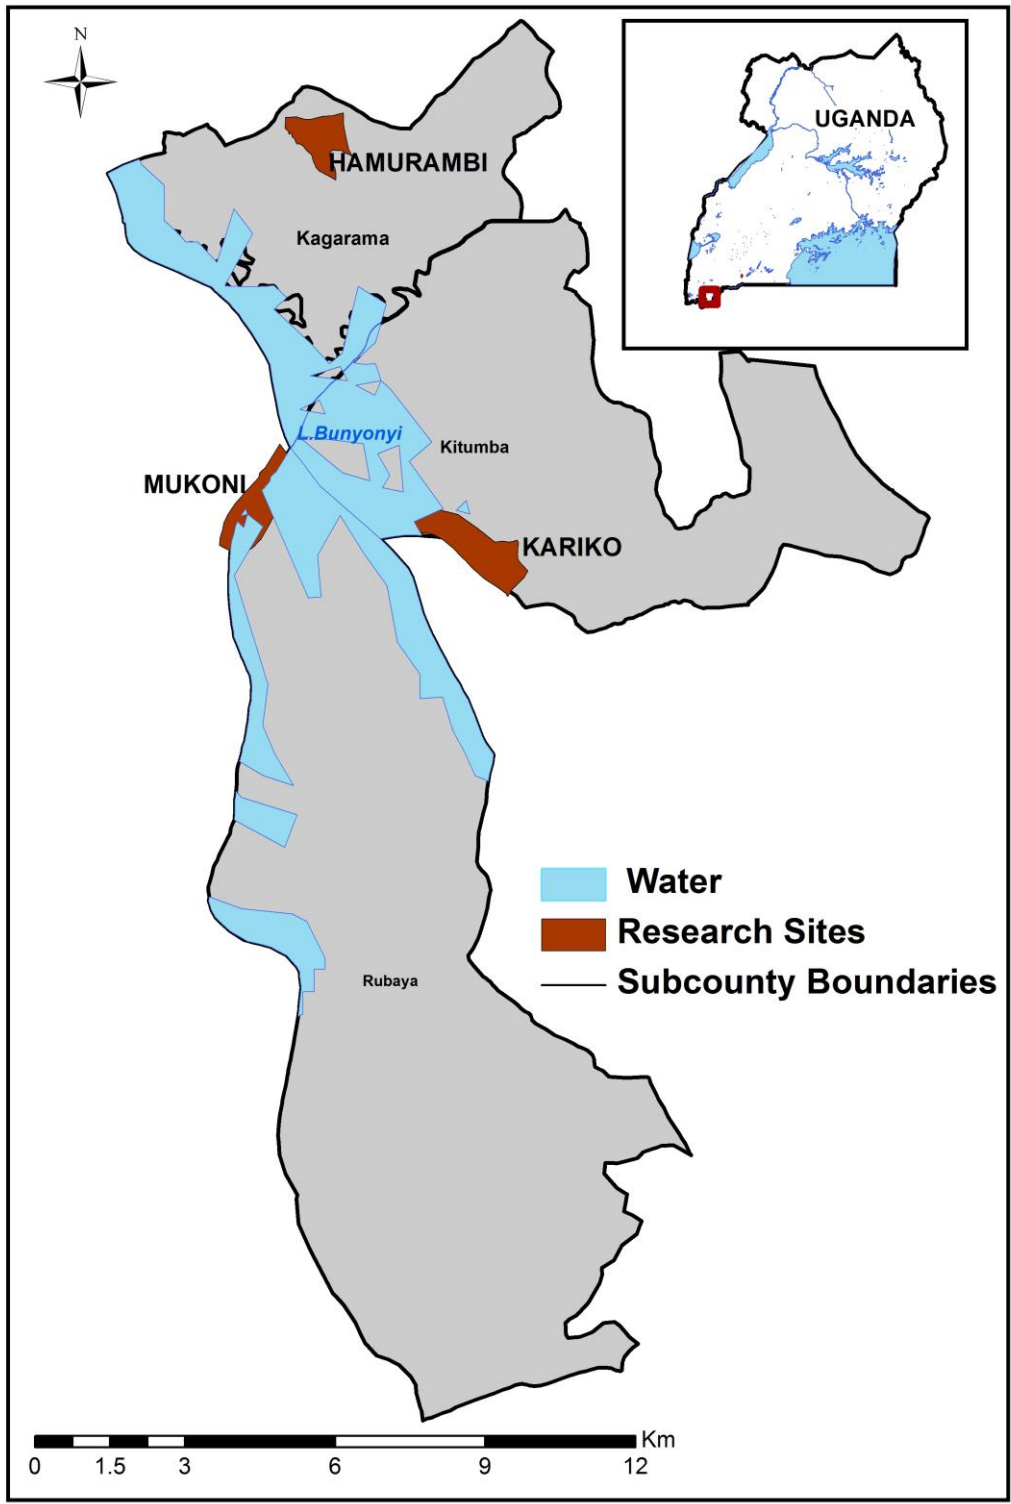 N
UGANDA
HAMURAMBI
Kagarama
L.Bunyonyi
Kitumba
MUKONI
KARIKO
Water
Research Sites
Subcounty Boundaries
Rubaya
Km
0 1.5 3 6 9 12